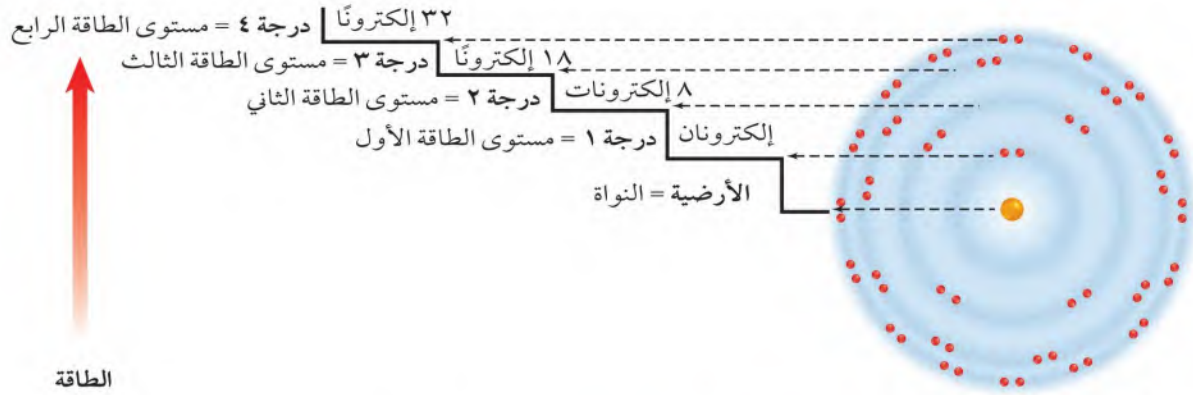 ٣٢ إلكترونًا
درجة ٤ = مستوى الطاقة الرابع
١٨ إلكترونًا
درجة ٣ = مستوى الطاقة الثالث
٨ إلكترونات
درجة ٢ = مستوى الطاقة الثاني
إلكترونان
درجة ١ = مستوى الطاقة الأول
الأرضية = النواة
الطاقة